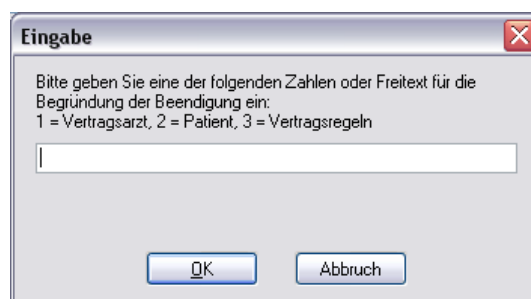 Eingabe
Bitte geben Sie eine der folgenden Zahlen oder Freitext für die
Begründung der Beendigung ein:
1 = Vertragsarzt, 2 = Patient, 3 = Vertragsregeln
OK
Abbruch